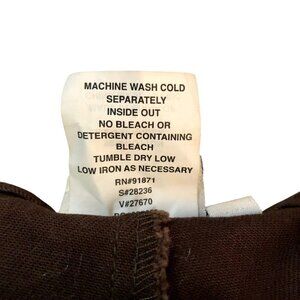 MACHINE WASH COLD
SEPARATELY
INSIDE OUT
NO BLEACH OR
DETERGENT CONTAINING
BLEACH
TUMBLE DRY LOW
LOW IRON AS NECESSARY
RN#91871
S#28236
V#27670